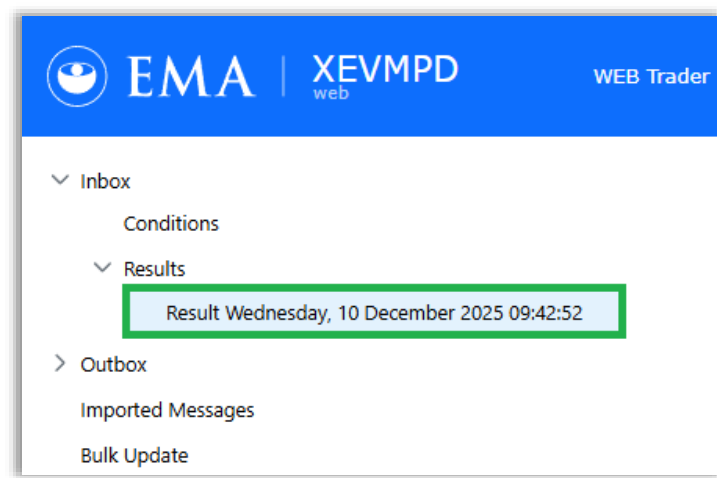 EMA | XEVMPD
web
WEB Trader
Inbox
Conditions
Results
Result Wednesday, 10 December 2025 09:42:52
Outbox
Imported Messages
Bulk Update